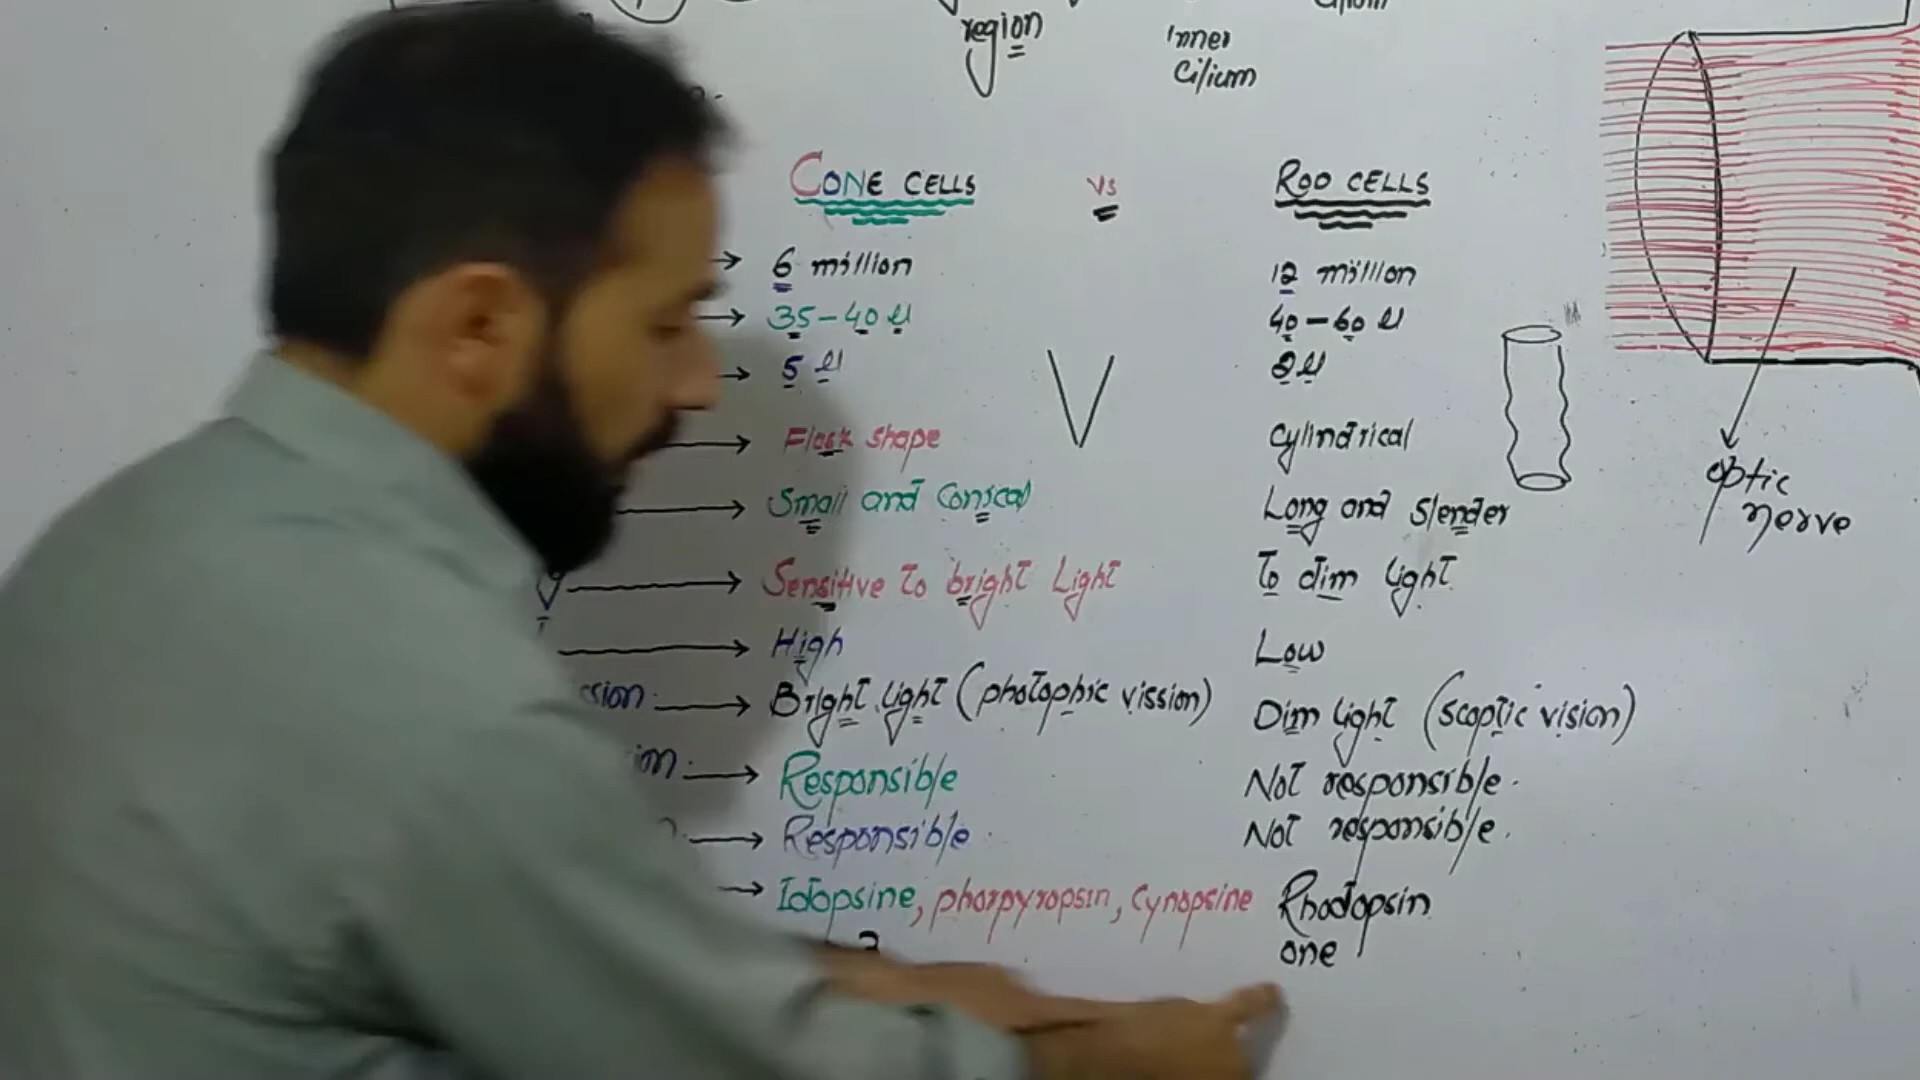 region
inner
cilium
CONE CELLS vs ROD CELLS
6 million 12 million
35-40 μ 40-60 μ
5 μ 2 μ
Flask shape cylindrical
Small and Conical Long and Slender
Sensitive to bright Light To dim light
High Low
Bright light (photophic vission) Dim light (scoptic vision)
Responsible Not responsible.
Responsible Not responsible.
Idopsine, phorpyropsin, Cynopsine Rhodopsin
3 one
optic
nerve